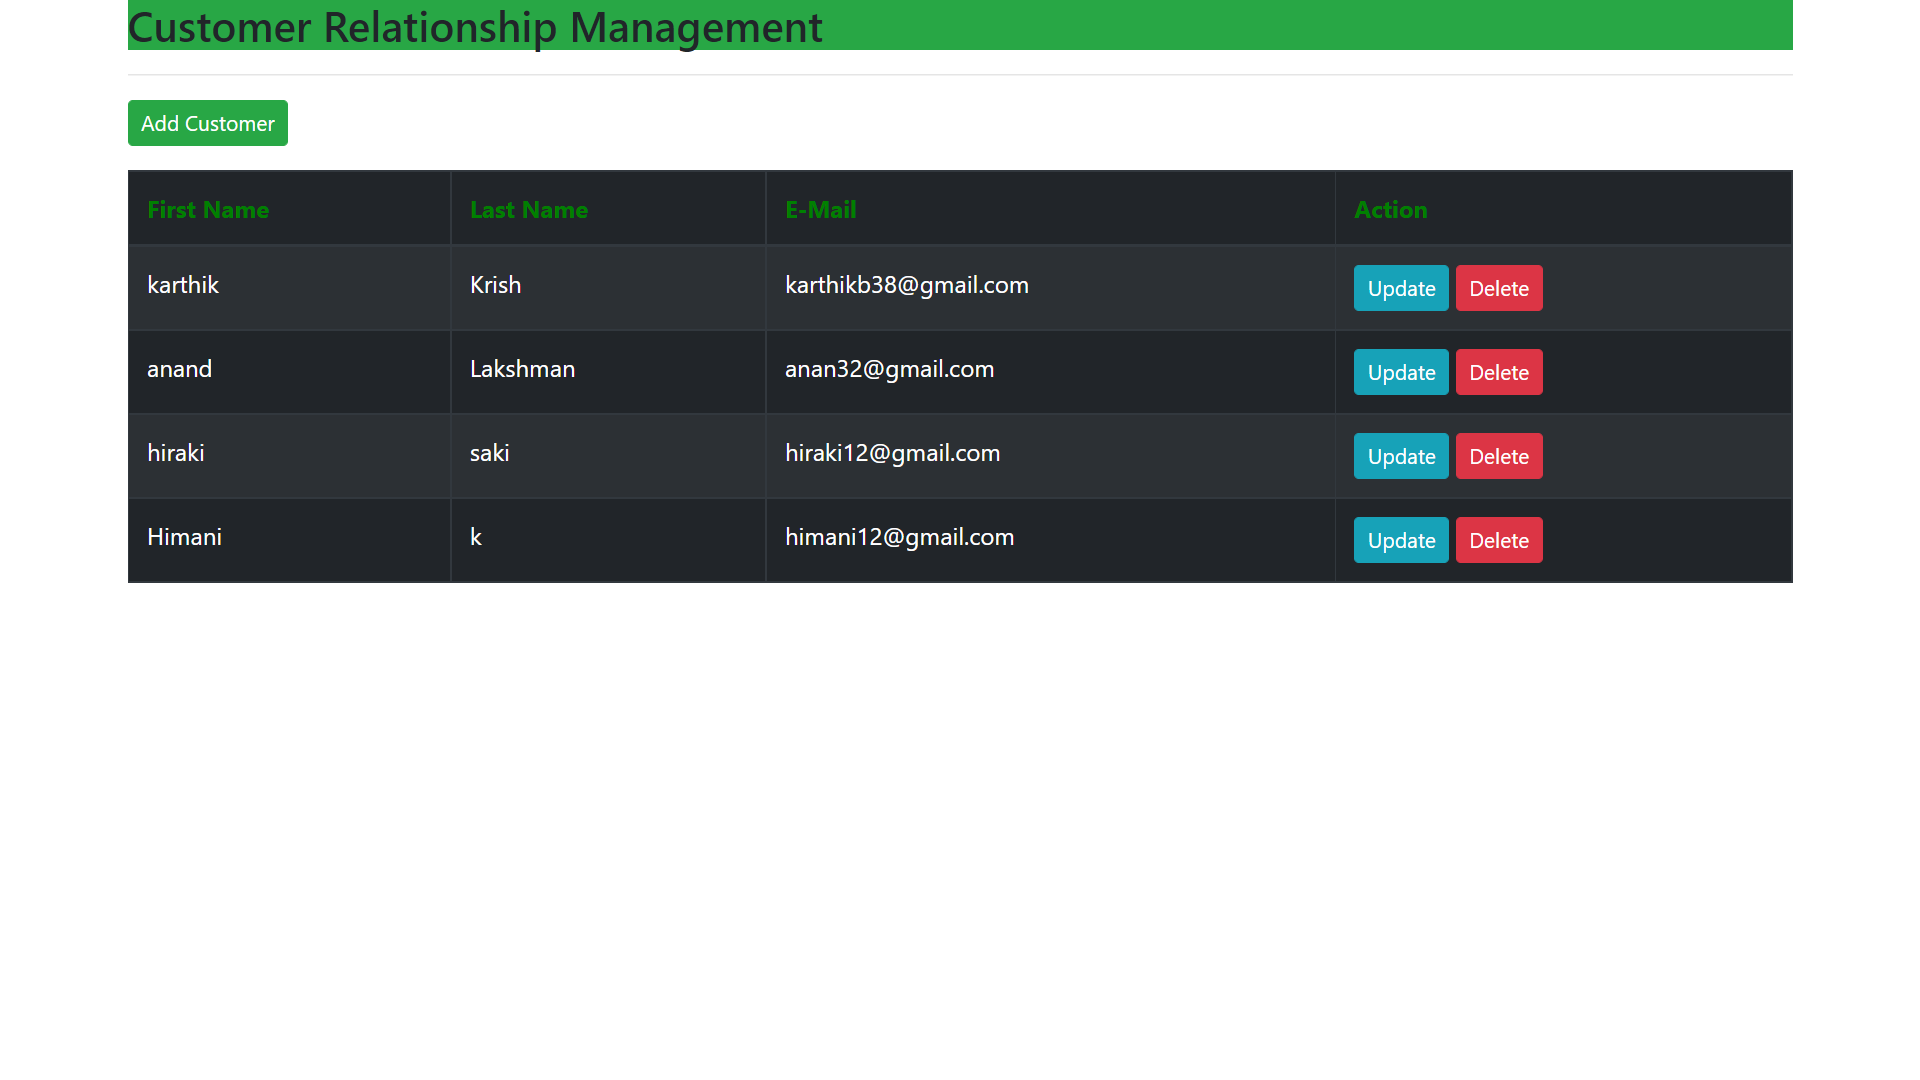 Customer Relationship Management
Add Customer
First Name Last Name E-Mail Action
karthik Krish karthikb38@gmail.com Update Delete
anand Lakshman anan32@gmail.com Update Delete
hiraki saki hiraki12@gmail.com Update Delete
Himani k himani12@gmail.com Update Delete